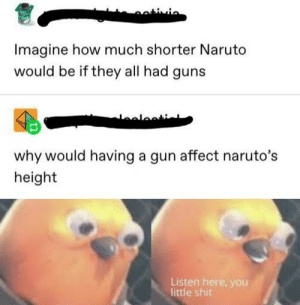 Imagine how much shorter Naruto
would be if they all had guns
why would having a gun affect naruto's
height
Listen here, you
little shit